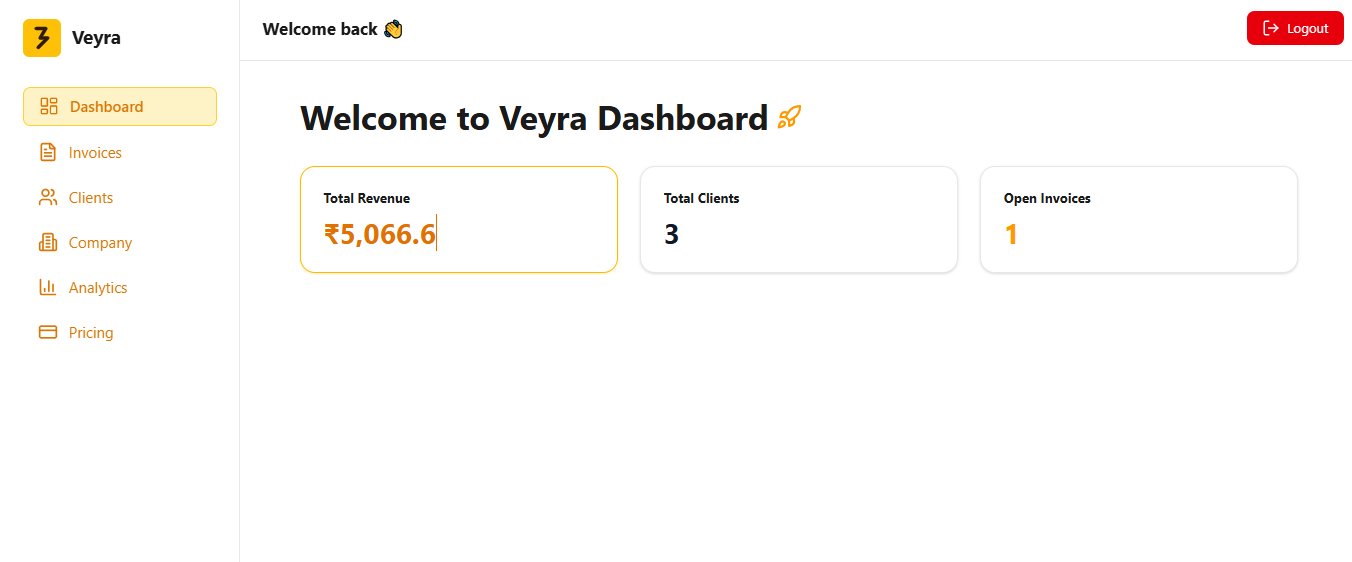 Veyra
Dashboard
Invoices
Clients
Company
Analytics
Pricing
Welcome back 👋
Logout
Welcome to Veyra Dashboard
Total Revenue
₹5,066.6
Total Clients
3
Open Invoices
1